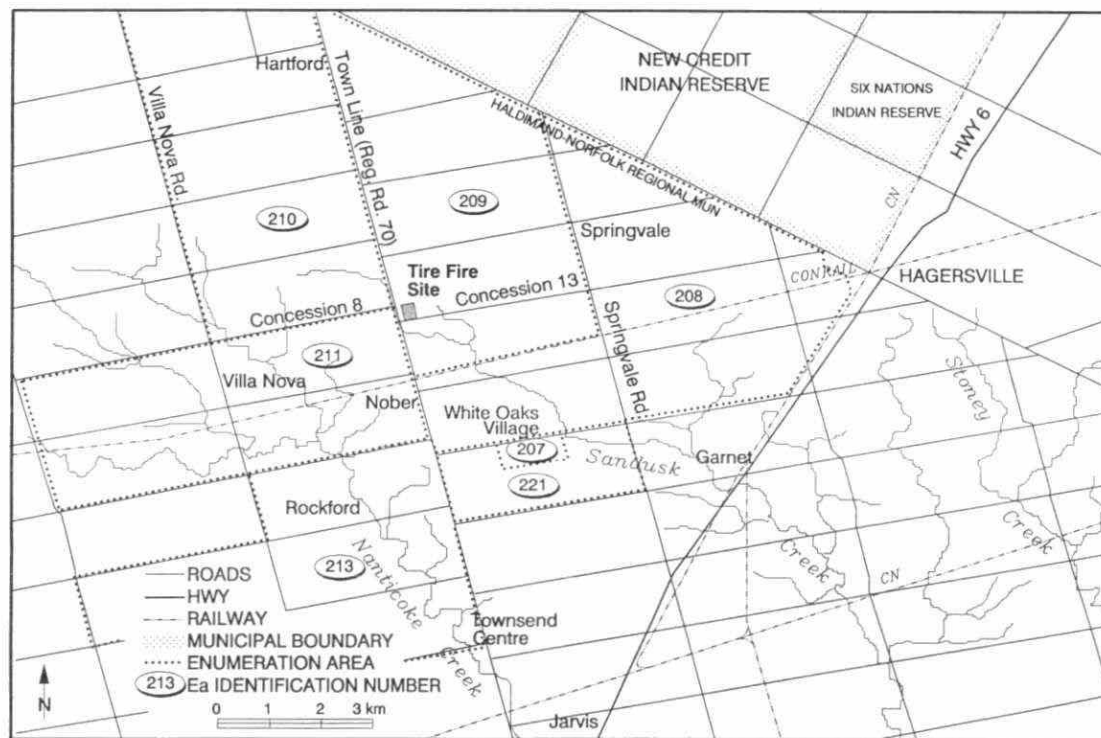 Hartford
Villa Nova Rd.
Town Line (Reg. Rd. 70)
NEW CREDIT
INDIAN RESERVE
SIX NATIONS
INDIAN RESERVE
HWY 6
HALDIMAND-NORFOLK REGIONAL MUN
CN
210
209
Springvale
Tire Fire
Site
Concession 13
Concession 8
CONRAIL
HAGERSVILLE
208
Springvale Rd
211
Villa Nova
Nober
White Oaks
Village
207
221
Sandusk
Creek
Garnet
Stoney
Creek
Rockford
213
Nanticoke
Creek
CN
Townsend
Centre
Jarvis
ROADS
HWY
RAILWAY
MUNICIPAL BOUNDARY
ENUMERATION AREA
213 Ea IDENTIFICATION NUMBER
N
0 1 2 3 km